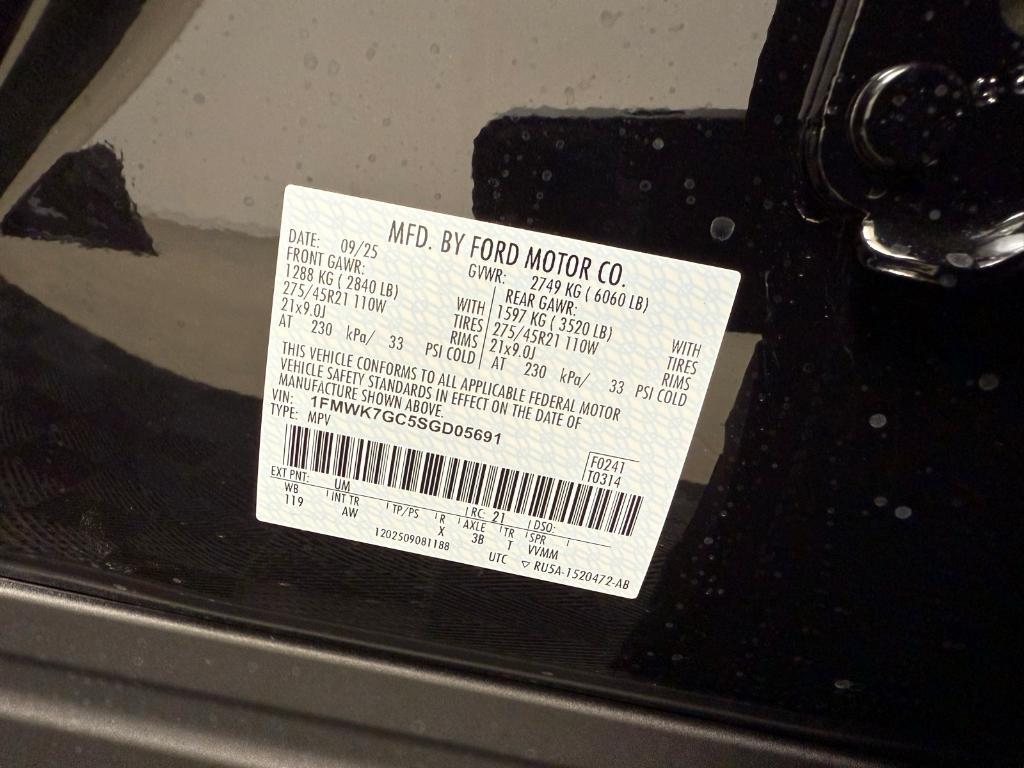 MFD. BY FORD MOTOR CO.
DATE: 09/25 GVWR: 2749 KG ( 6060 LB)
FRONT GAWR: REAR GAWR:
1288 KG ( 2840 LB) WITH 1597 KG ( 3520 LB) WITH
275/45R21 110W TIRES 275/45R21 110W TIRES
21x9.0J RIMS 21x9.0J RIMS
AT 230 kPa/ 33 PSI COLD AT 230 kPa/ 33 PSI COLD
THIS VEHICLE CONFORMS TO ALL APPLICABLE FEDERAL MOTOR
VEHICLE SAFETY STANDARDS IN EFFECT ON THE DATE OF
MANUFACTURE SHOWN ABOVE.
VIN: 1FMWK7GC5SGD05691
TYPE: MPV
F0241
T0314
EXT PNT: UM RC: 21 DSO:
WB INT TR TP/PS R AXLE TR SPR
119 AW X 3B T VVMM
1202509081188 UTC ▽ RU5A-1520472-AB